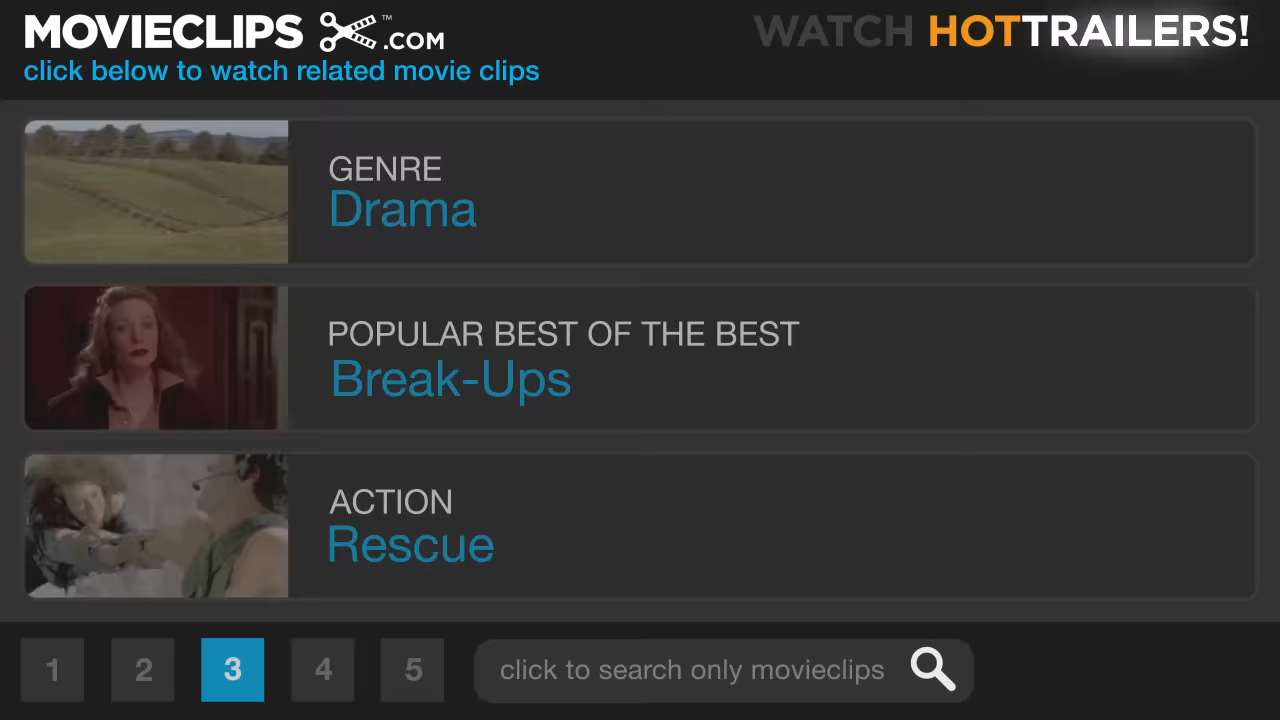 MOVIECLIPS ™ .COM
WATCH HOTTRAILERS!
click below to watch related movie clips
GENRE
Drama
POPULAR BEST OF THE BEST
Break-Ups
ACTION
Rescue
1 2 3 4 5 click to search only movieclips